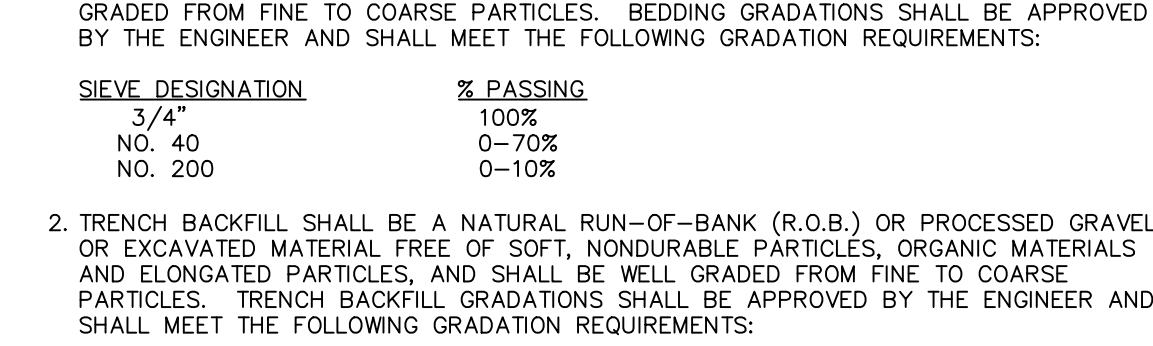 GRADED FROM FINE TO COARSE PARTICLES.  BEDDING GRADATIONS SHALL BE APPROVED
BY THE ENGINEER AND SHALL MEET THE FOLLOWING GRADATION REQUIREMENTS:
SIEVE DESIGNATION % PASSING
3/4" 100%
NO. 40 0-70%
NO. 200 0-10%
2. TRENCH BACKFILL SHALL BE A NATURAL RUN-OF-BANK (R.O.B.) OR PROCESSED GRAVEL
OR EXCAVATED MATERIAL FREE OF SOFT, NONDURABLE PARTICLES, ORGANIC MATERIALS
AND ELONGATED PARTICLES, AND SHALL BE WELL GRADED FROM FINE TO COARSE
PARTICLES.  TRENCH BACKFILL GRADATIONS SHALL BE APPROVED BY THE ENGINEER AND
SHALL MEET THE FOLLOWING GRADATION REQUIREMENTS: